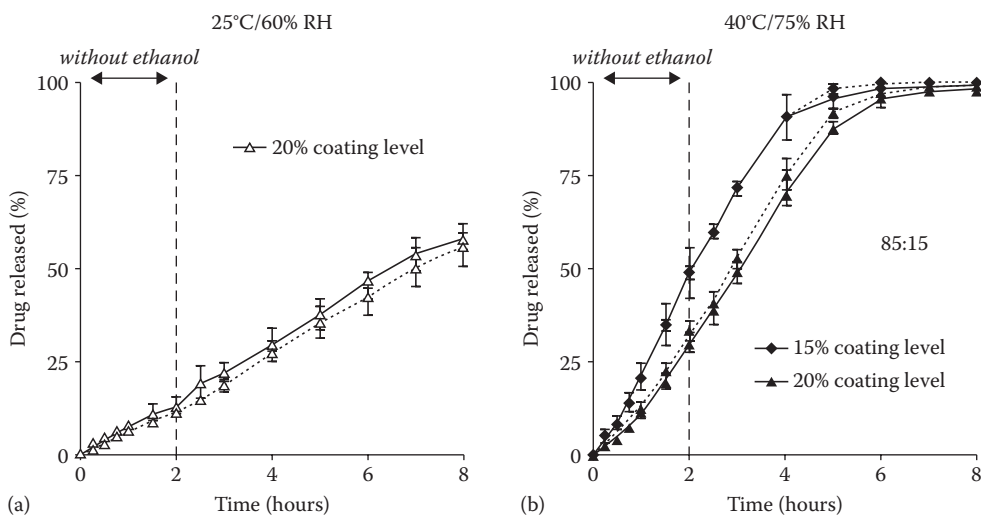 25°C/60% RH
without ethanol
100
75
50
25
0
Drug released (%)
20% coating level
0
2
4
6
8
Time (hours)
(a)
40°C/75% RH
without ethanol
100
75
50
25
0
Drug released (%)
85:15
15% coating level
20% coating level
0
2
4
6
8
Time (hours)
(b)